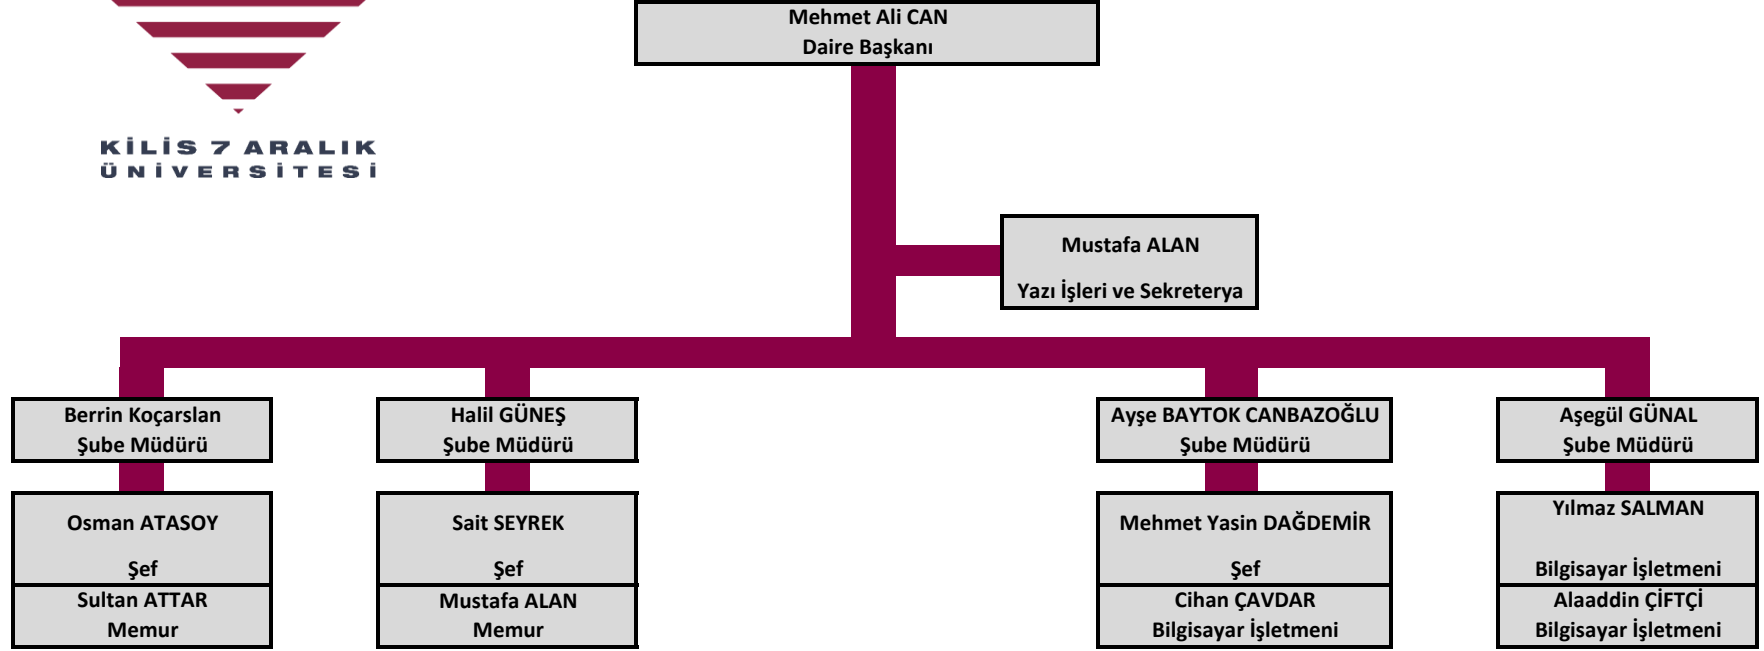 Mehmet Ali CAN
Daire Başkanı
KİLİS 7 ARALIK
ÜNİVERSİTESİ
Mustafa ALAN
Yazı İşleri ve Sekreterya
Berrin Koçarslan
Şube Müdürü
Halil GÜNEŞ
Şube Müdürü
Ayşe BAYTOK CANBAZOĞLU
Şube Müdürü
Aşegül GÜNAL
Şube Müdürü
Osman ATASOY
Şef
Sait SEYREK
Şef
Mehmet Yasin DAĞDEMİR
Şef
Yılmaz SALMAN
Bilgisayar İşletmeni
Sultan ATTAR
Memur
Mustafa ALAN
Memur
Cihan ÇAVDAR
Bilgisayar İşletmeni
Alaaddin ÇİFTÇİ
Bilgisayar İşletmeni